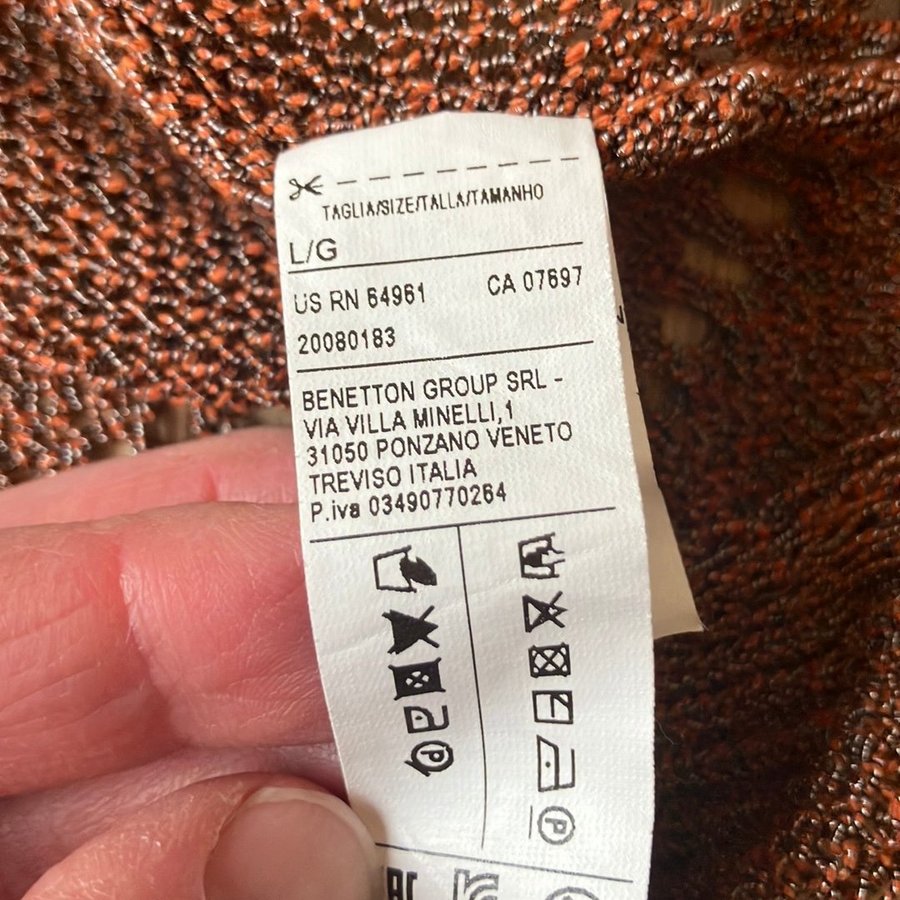 TAGLIA/SIZE/TALLA/TAMANHO
L/G
US RN 64961 CA 07697
20080183
BENETTON GROUP SRL -
VIA VILLA MINELLI,1
31050 PONZANO VENETO
TREVISO ITALIA
P.iva 03490770264
P
P